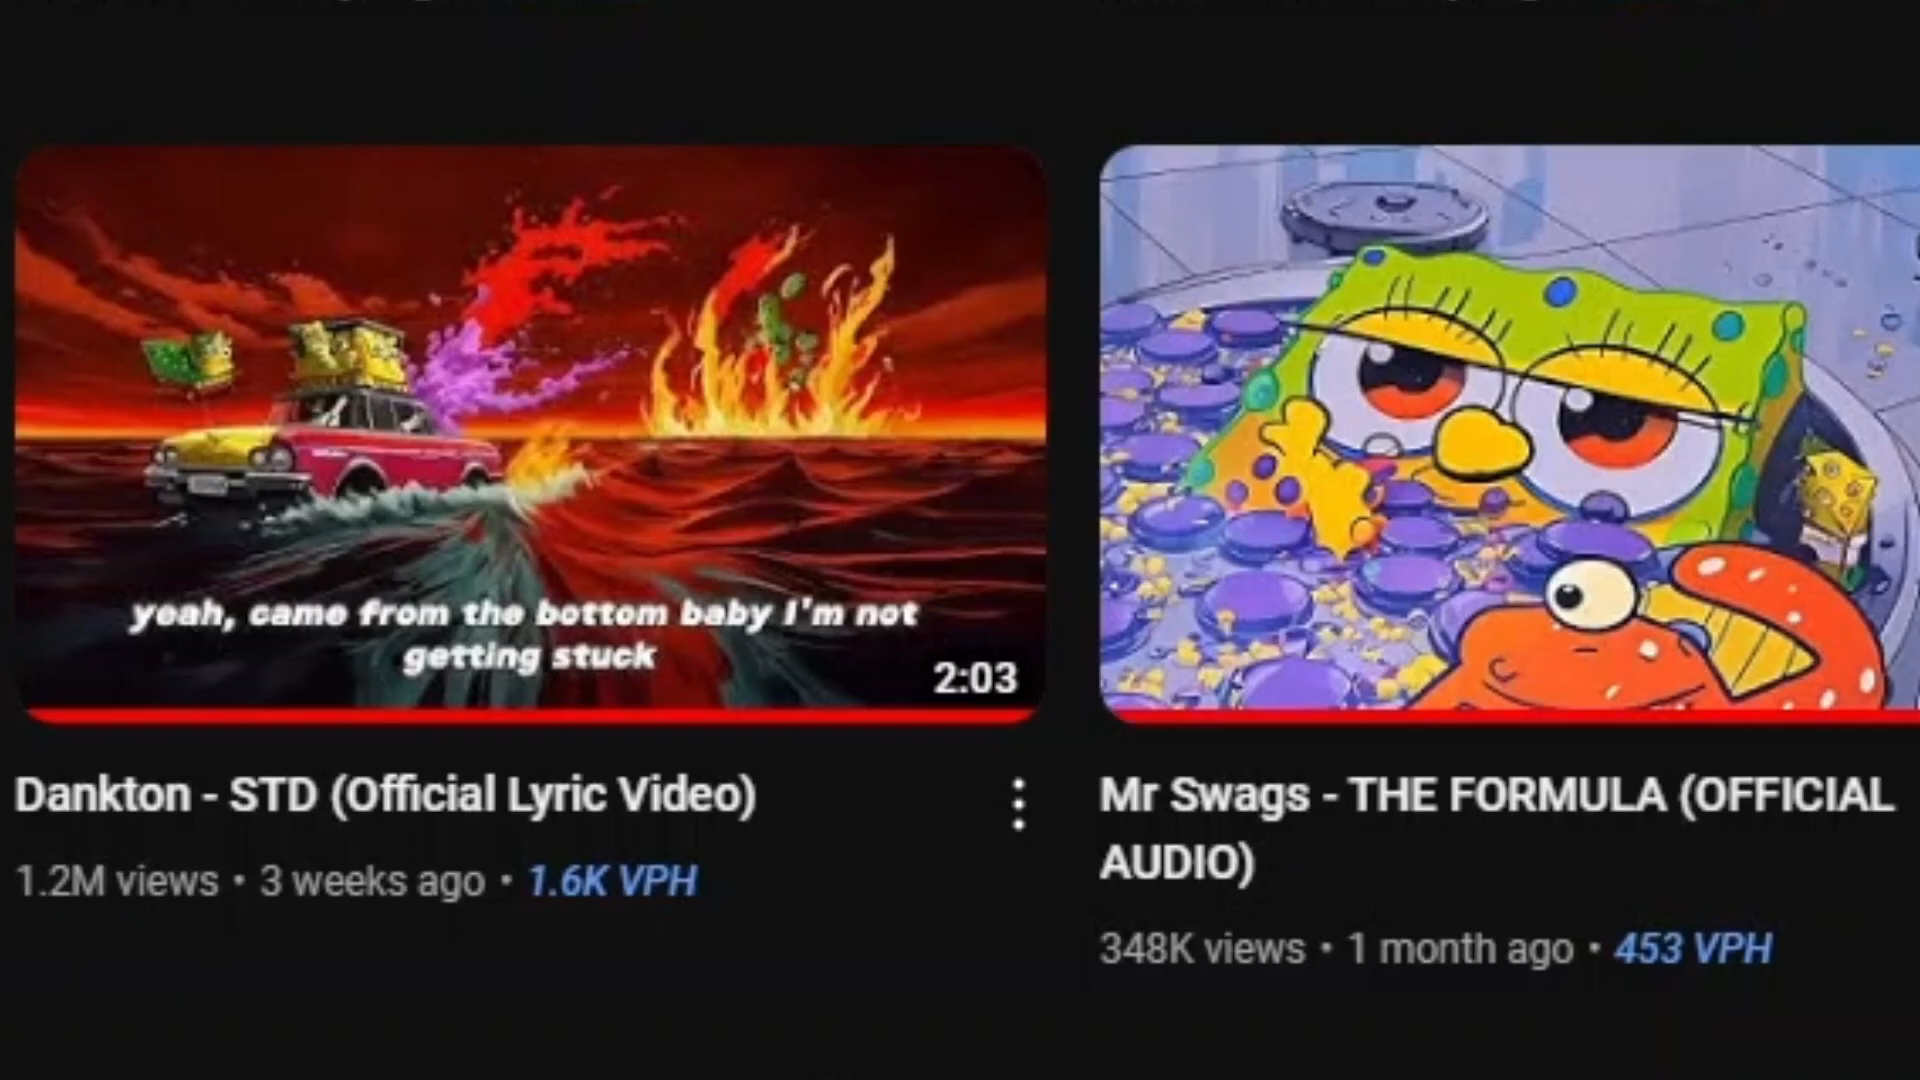 yeah, came from the bottom baby I'm not
getting stuck
2:03
Dankton - STD (Official Lyric Video)
1.2M views • 3 weeks ago • 1.6K VPH
Mr Swags - THE FORMULA (OFFICIAL
AUDIO)
348K views • 1 month ago • 453 VPH